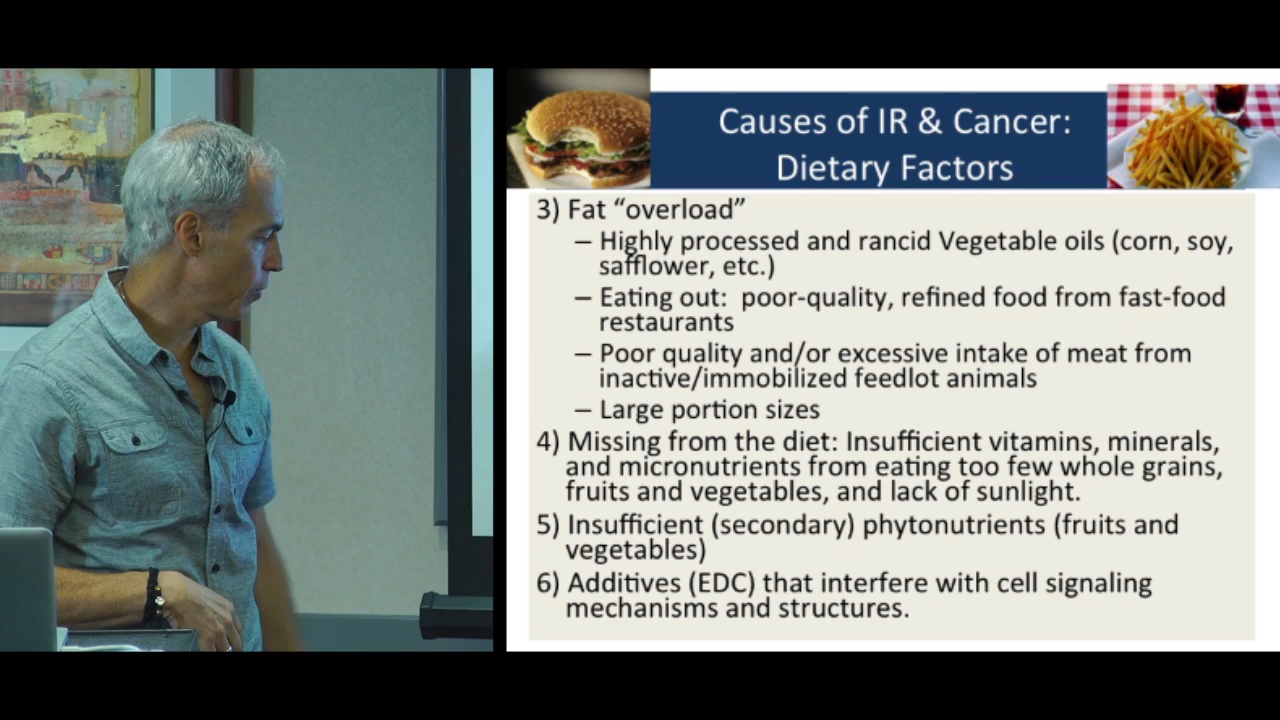 Causes of IR & Cancer:
Dietary Factors
3) Fat “overload”
– Highly processed and rancid Vegetable oils (corn, soy,
safflower, etc.)
– Eating out:  poor-quality, refined food from fast-food
restaurants
– Poor quality and/or excessive intake of meat from
inactive/immobilized feedlot animals
– Large portion sizes
4) Missing from the diet: Insufficient vitamins, minerals,
and micronutrients from eating too few whole grains,
fruits and vegetables, and lack of sunlight.
5) Insufficient (secondary) phytonutrients (fruits and
vegetables)
6) Additives (EDC) that interfere with cell signaling
mechanisms and structures.